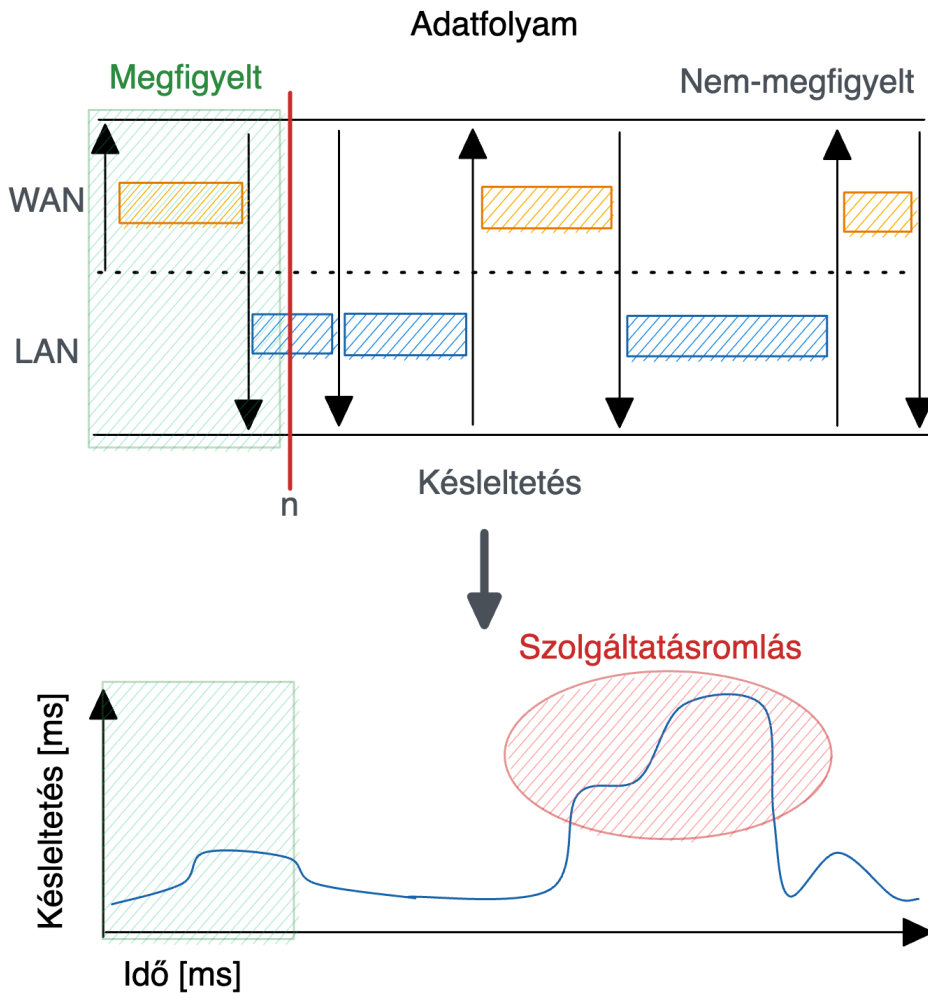 Adatfolyam
Megfigyelt
Nem-megfigyelt
WAN
LAN
n
Késleltetés
Szolgáltatásromlás
Késleltetés [ms]
Idő [ms]